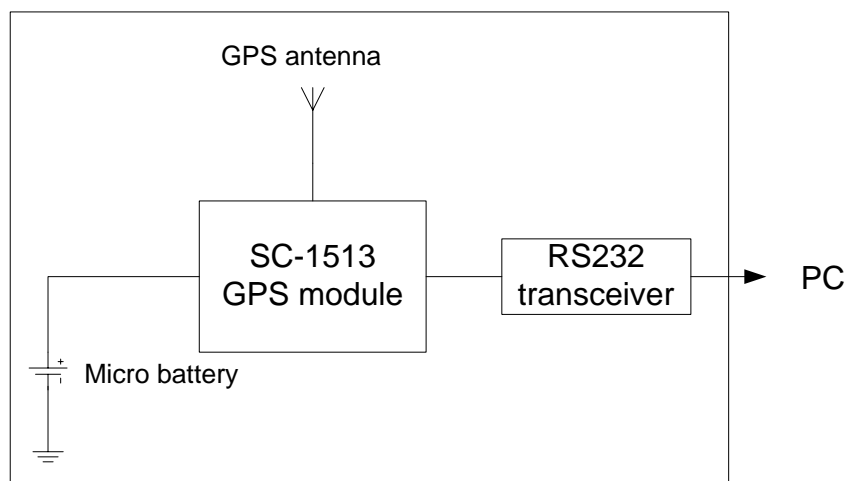 GPS antenna
SC-1513
GPS module
RS232
transceiver
PC
+
Micro battery